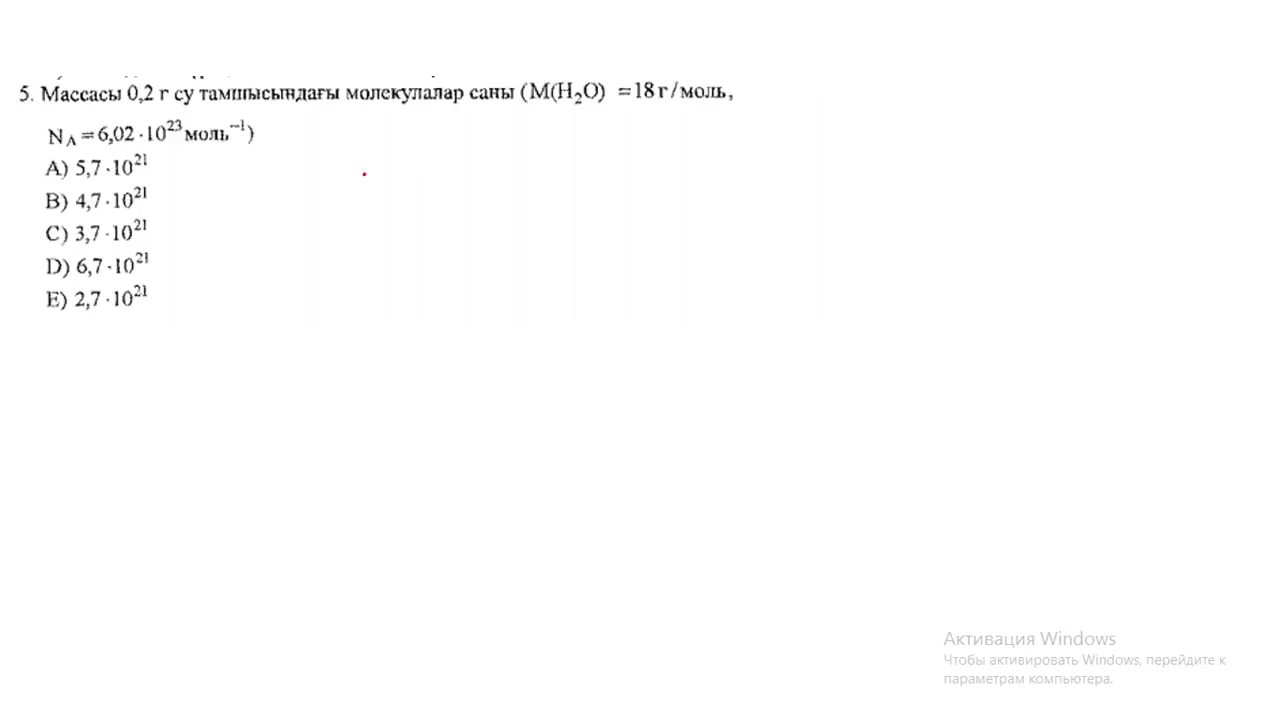 5. Массасы 0,2 г су тамшысындағы молекулалар саны (M(H₂O) =18 г/моль,
N_A = 6,02 · 10²³ моль⁻¹)
A) 5,7 · 10²¹
B) 4,7 · 10²¹
C) 3,7 · 10²¹
D) 6,7 · 10²¹
E) 2,7 · 10²¹
Активация Windows
Чтобы активировать Windows, перейдите к
параметрам компьютера.